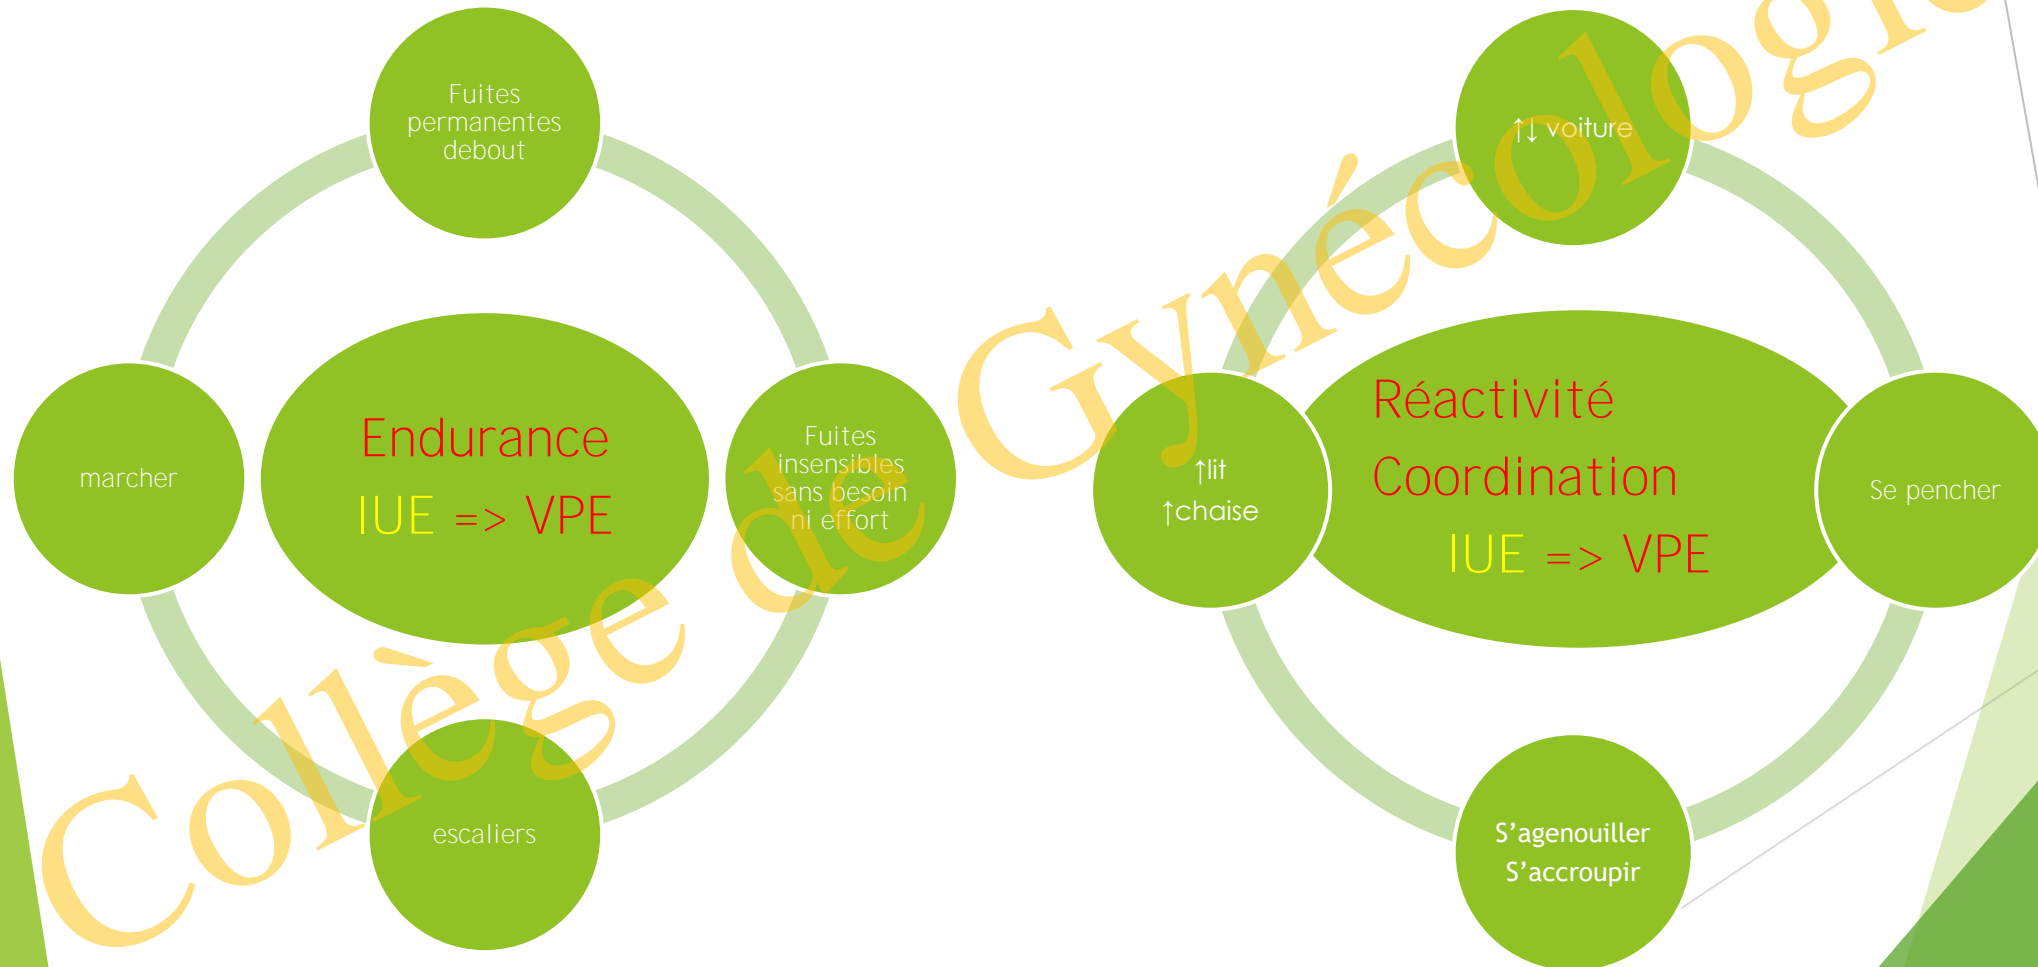 Fuites
permanentes
debout
marcher
Endurance
IUE => VPE
Fuites
insensibles
sans besoin
ni effort
escaliers
↑↓ voiture
↑lit
↑chaise
Réactivité
Coordination
IUE => VPE
Se pencher
S’agenouiller
S’accroupir
Collège de Gynécologie